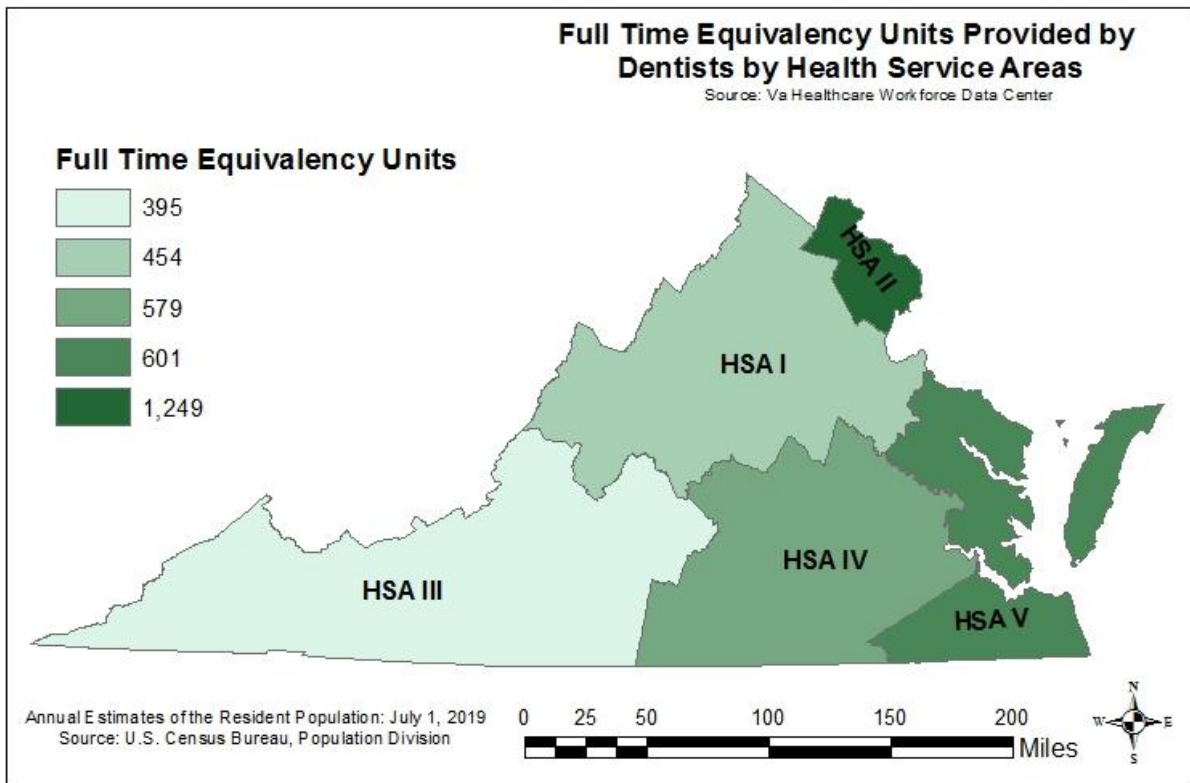 Full Time Equivalency Units Provided by
Dentists by Health Service Areas
Source: Va Healthcare Workforce Data Center
Full Time Equivalency Units
395
454
579
601
1,249
HSA II
HSA I
HSA IV
HSA III
HSA V
Annual Estimates of the Resident Population: July 1, 2019
Source: U.S. Census Bureau, Population Division
0 25 50 100 150 200
Miles
N
W E
S